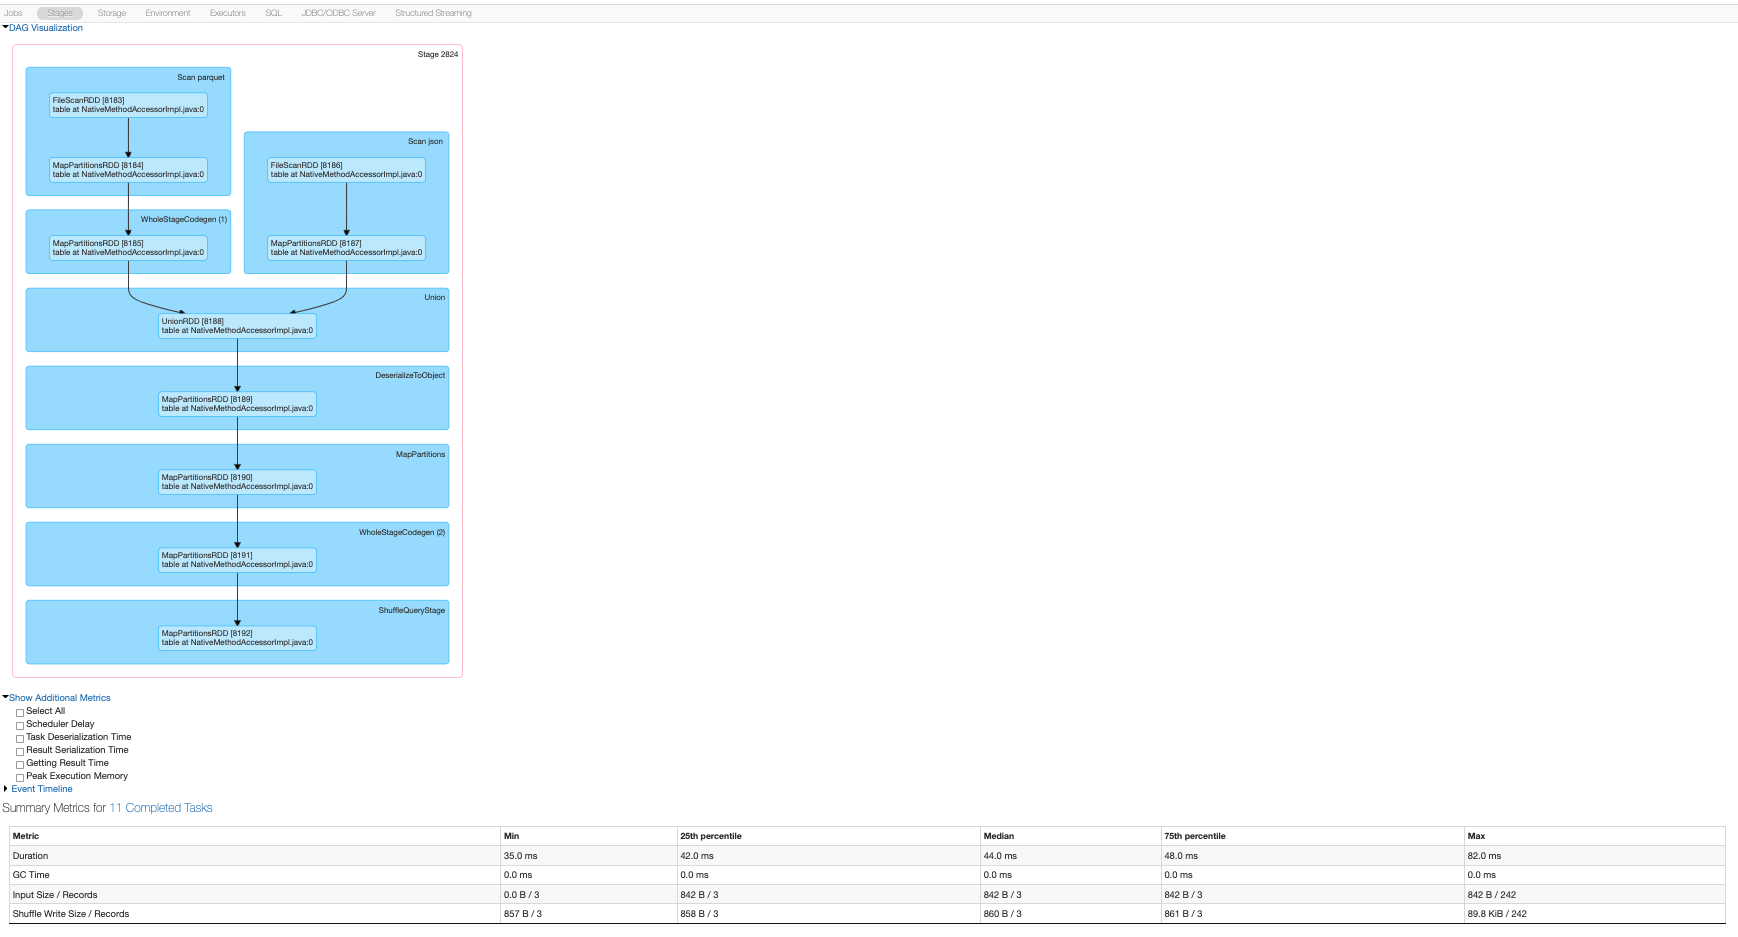 Jobs Stages Storage Environment Executors SQL JDBC/ODBC Server Structured Streaming
DAG Visualization
Stage 2824
Scan parquet
FileScanRDD [8183]
table at NativeMethodAccessorImpl.java:0
MapPartitionsRDD [8184]
table at NativeMethodAccessorImpl.java:0
Scan json
FileScanRDD [8186]
table at NativeMethodAccessorImpl.java:0
WholeStageCodegen (1)
MapPartitionsRDD [8185]
table at NativeMethodAccessorImpl.java:0
MapPartitionsRDD [8187]
table at NativeMethodAccessorImpl.java:0
Union
UnionRDD [8188]
table at NativeMethodAccessorImpl.java:0
DeserializeToObject
MapPartitionsRDD [8189]
table at NativeMethodAccessorImpl.java:0
MapPartitions
MapPartitionsRDD [8190]
table at NativeMethodAccessorImpl.java:0
WholeStageCodegen (2)
MapPartitionsRDD [8191]
table at NativeMethodAccessorImpl.java:0
ShuffleQueryStage
MapPartitionsRDD [8192]
table at NativeMethodAccessorImpl.java:0
Show Additional Metrics
Select All
Scheduler Delay
Task Deserialization Time
Result Serialization Time
Getting Result Time
Peak Execution Memory
Event Timeline
Summary Metrics for 11 Completed Tasks
Metric Min 25th percentile Median 75th percentile Max
Duration 35.0 ms 42.0 ms 44.0 ms 48.0 ms 82.0 ms
GC Time 0.0 ms 0.0 ms 0.0 ms 0.0 ms 0.0 ms
Input Size / Records 0.0 B / 3 842 B / 3 842 B / 3 842 B / 3 842 B / 242
Shuffle Write Size / Records 857 B / 3 858 B / 3 860 B / 3 861 B / 3 89.8 KiB / 242